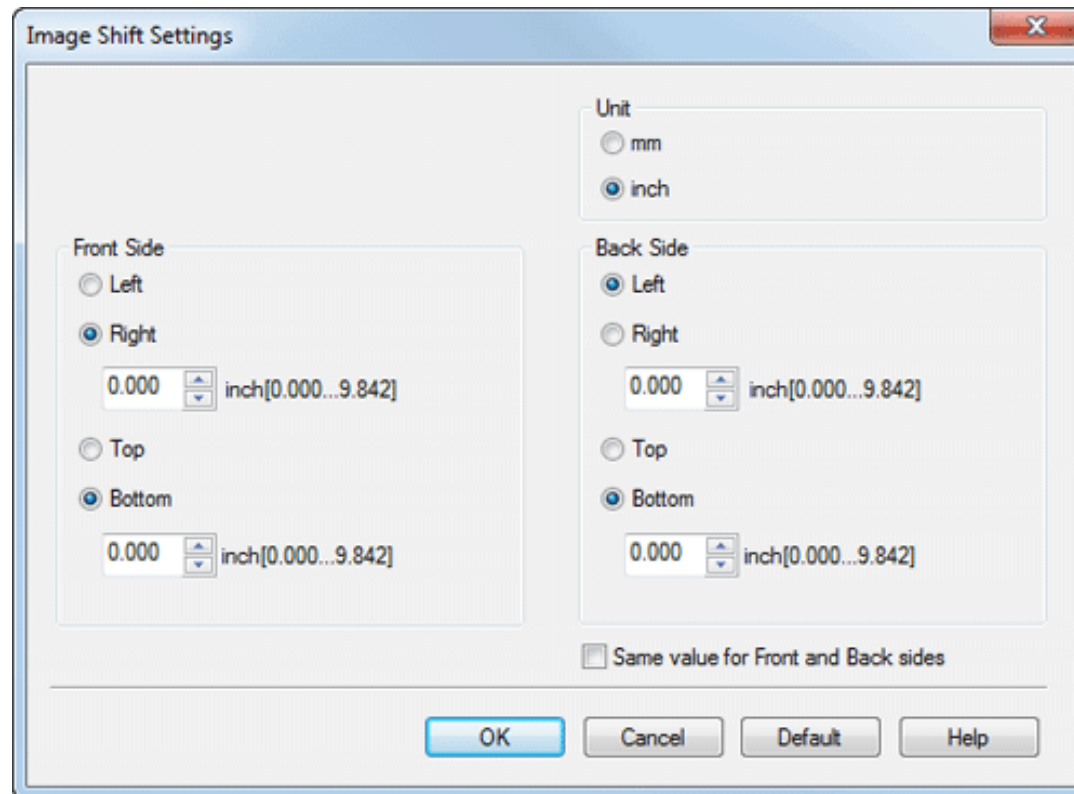 Image Shift Settings
Unit
mm
inch
Front Side
Left
Right
0.000 inch[0.000...9.842]
Top
Bottom
0.000 inch[0.000...9.842]
Back Side
Left
Right
0.000 inch[0.000...9.842]
Top
Bottom
0.000 inch[0.000...9.842]
Same value for Front and Back sides
OK Cancel Default Help